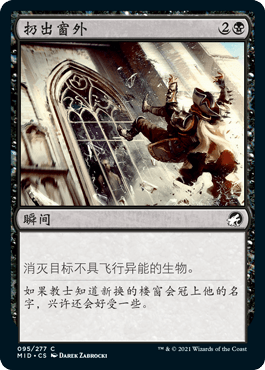 扔出窗外 2
瞬间
消灭目标不具飞行异能的生物。
如果教士知道新换的楼窗会冠上他的名
字，兴许还会好受一些。
095/277 C
MID • CS DAREK ZABROCKI
™ & © 2021 Wizards of the Coast